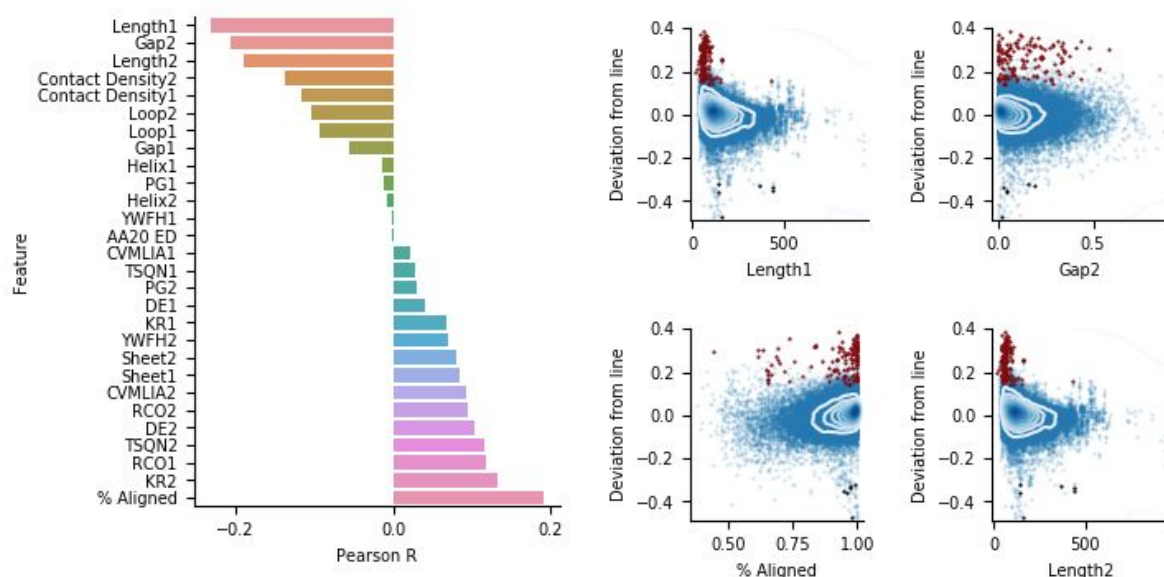 Feature
Length1
Gap2
Length2
Contact Density2
Contact Density1
Loop2
Loop1
Gap1
Helix1
PG1
Helix2
YWFH1
AA20 ED
CVMLIA1
TSQN1
PG2
DE1
KR1
YWFH2
Sheet2
Sheet1
CVMLIA2
RCO2
DE2
TSQN2
RCO1
KR2
% Aligned
−0.2 0.0 0.2
Pearson R
Deviation from line
0.4
0.2
0.0
−0.2
−0.4
0 500
Length1
Deviation from line
0.4
0.2
0.0
−0.2
−0.4
0.0 0.5
Gap2
Deviation from line
0.4
0.2
0.0
−0.2
−0.4
0.50 0.75 1.00
% Aligned
Deviation from line
0.4
0.2
0.0
−0.2
−0.4
0 500
Length2